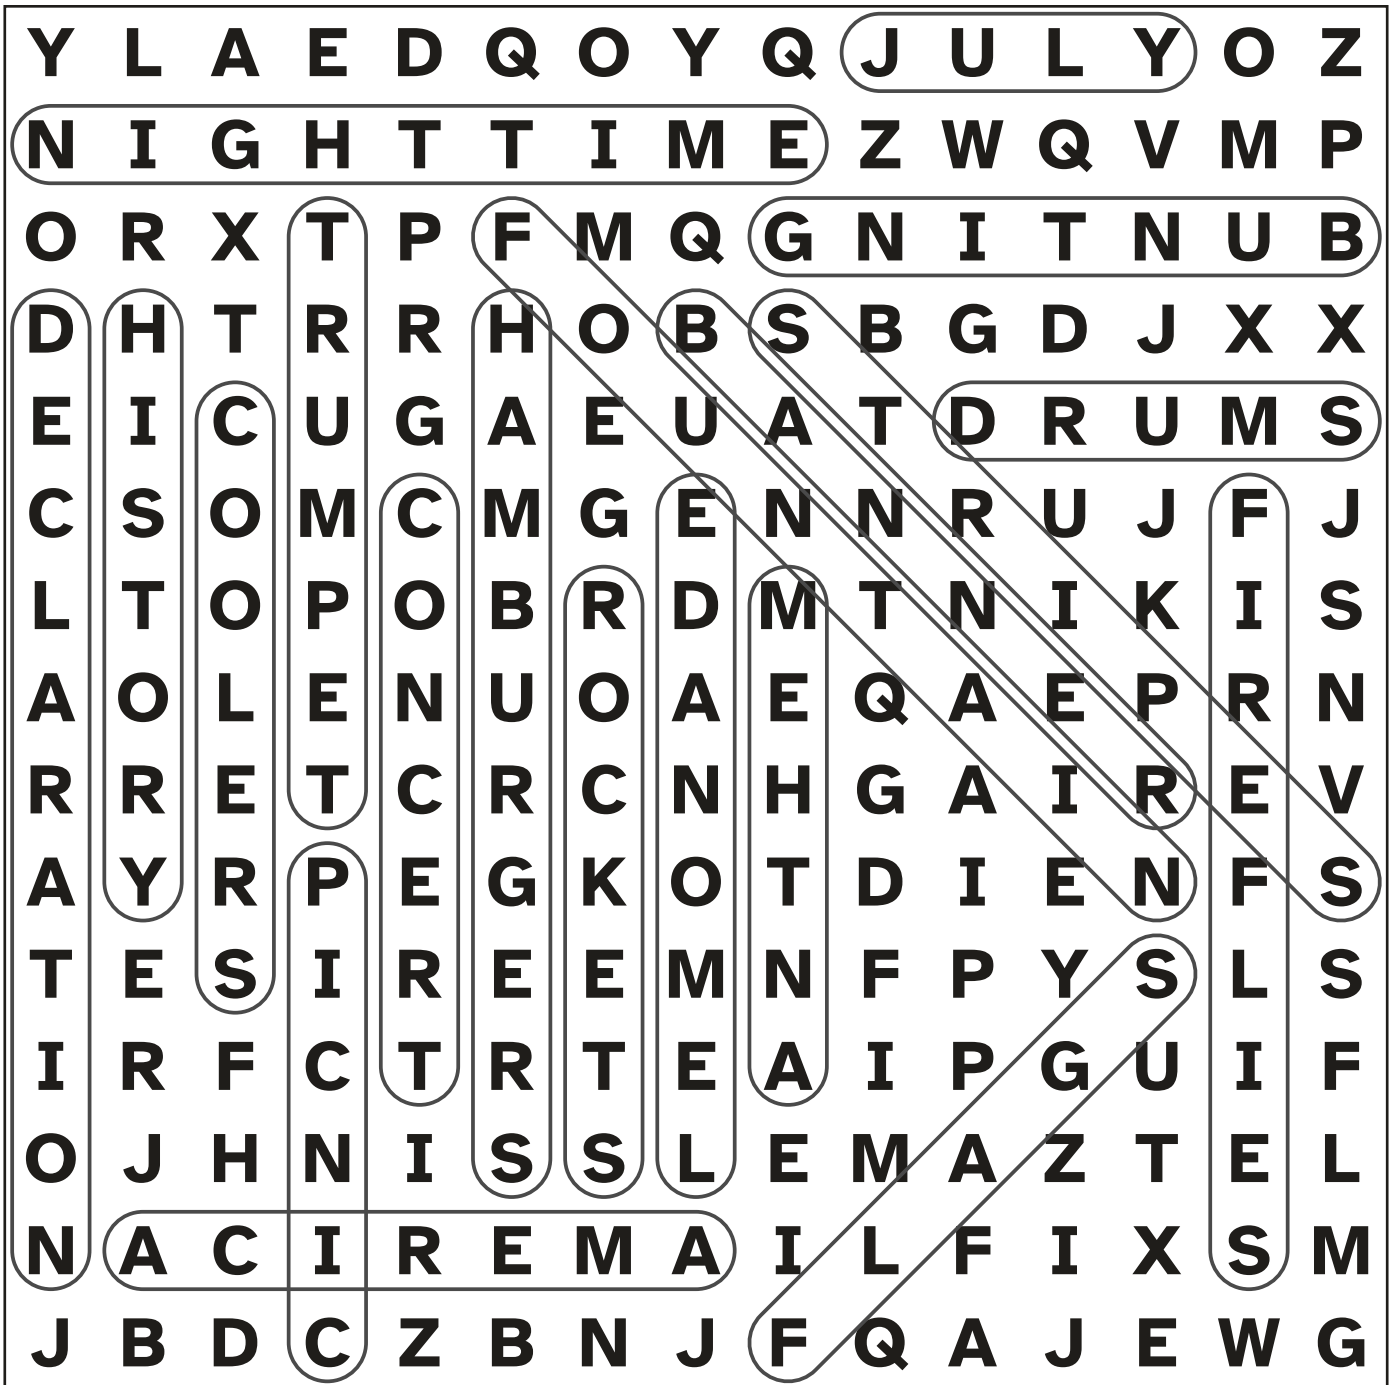 Y L A E D Q O Y Q J U L Y O Z
N I G H T T I M E Z W Q V M P
O R X T P F M Q G N I T N U B
D H T R R H O B S B G D J X X
E I C U G A E U A T D R U M S
C S O M C M G E N N R U J F J
L T O P O B R D M T N I K I S
A O L E N U O A E Q A E P R N
R R E T C R C N H G A I R E V
A Y R P E G K O T D I E N F S
T E S I R E E M N F P Y S L S
I R F C T R T E A I P G U I F
O J H N I S S L E M A Z T E L
N A C I R E M A I L F I X S M
J B D C Z B N J F Q A J E W G